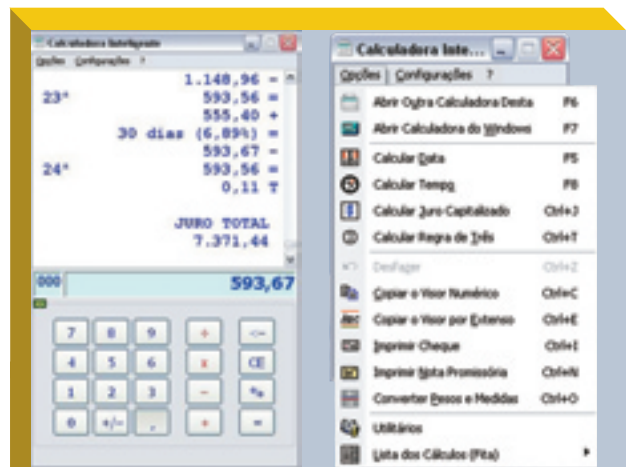 Calculadora Inteligente
Opções Configurações ?
1.148,96 -
23ª 593,56 =
555,40 +
30 dias (6,89%) =
593,67 -
24ª 593,56 =
0,11 T
JURO TOTAL
7.371,44
000 593,67
7 8 9 ÷ <-
4 5 6 x CE
1 2 3 -
0 +/- , + =
Calculadora Inte...
Opções Configurações ?
Abrir Outra Calculadora Desta F6
Abrir Calculadora do Windows F7
Calcular Data F5
Calcular Tempo F8
Calcular Juro Capitalizado Ctrl+J
Calcular Regra de Três Ctrl+T
Desfazer Ctrl+Z
Copiar o Visor Numérico Ctrl+C
Copiar o Visor por Extenso Ctrl+E
Imprimir Cheque Ctrl+I
Imprimir Nota Promissória Ctrl+N
Converter Pesos e Medidas Ctrl+O
Utilitários
Lista dos Cálculos (Fita)